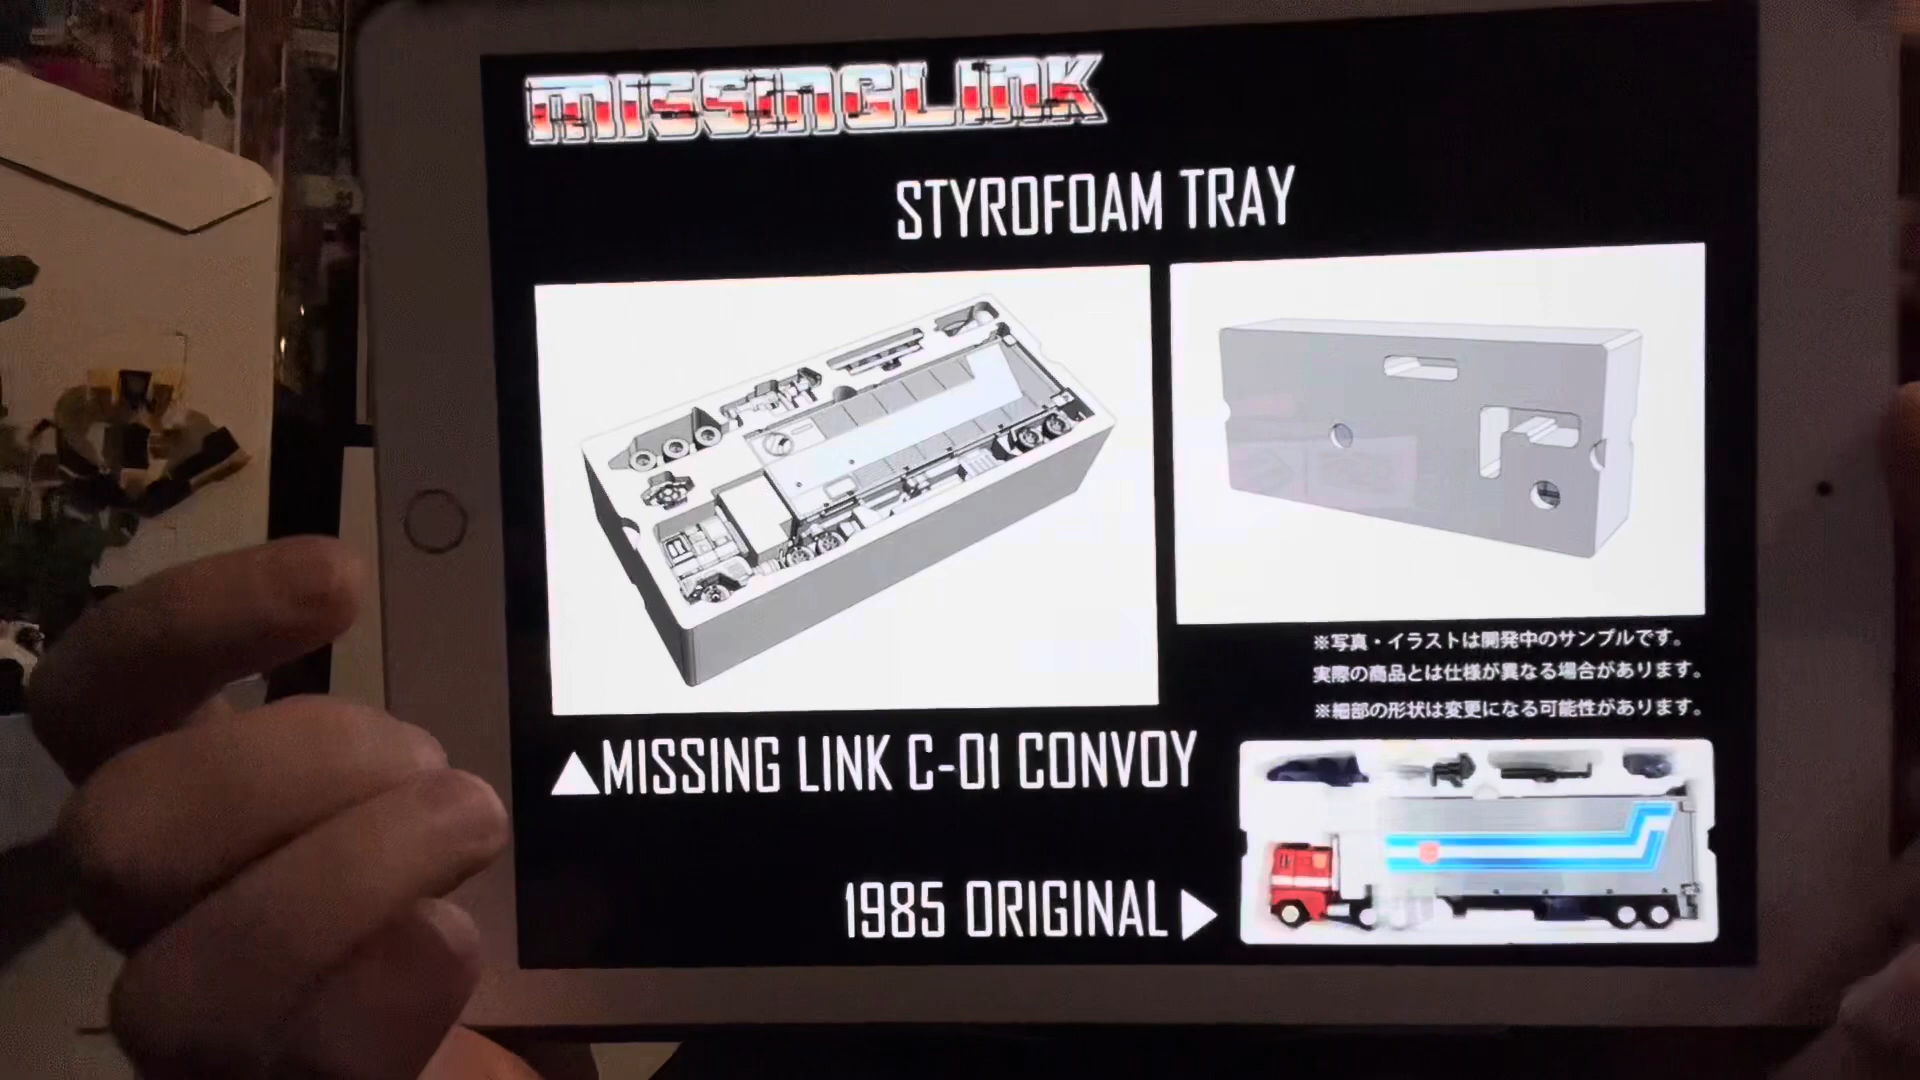 MISSING LINK
STYROFOAM TRAY
※写真・イラストは開発中のサンプルです。
実際の商品とは仕様が異なる場合があります。
※細部の形状は変更になる可能性があります。
▲MISSING LINK C-01 CONVOY
1985 ORIGINAL▶